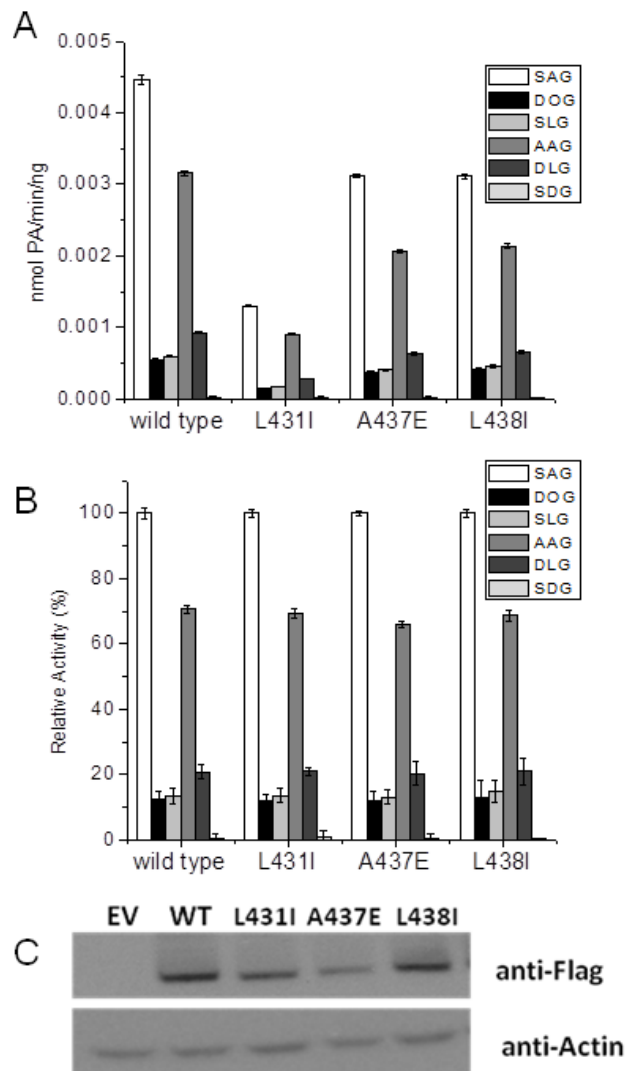 A
0.005
0.004
0.003
0.002
0.001
0.000
nmol PA/min/ng
SAG
DOG
SLG
AAG
DLG
SDG
wild type L431I A437E L438I
B
100
80
60
40
20
0
Relative Activity (%)
SAG
DOG
SLG
AAG
DLG
SDG
wild type L431I A437E L438I
EV WT L431I A437E L438I
C
anti-Flag
anti-Actin